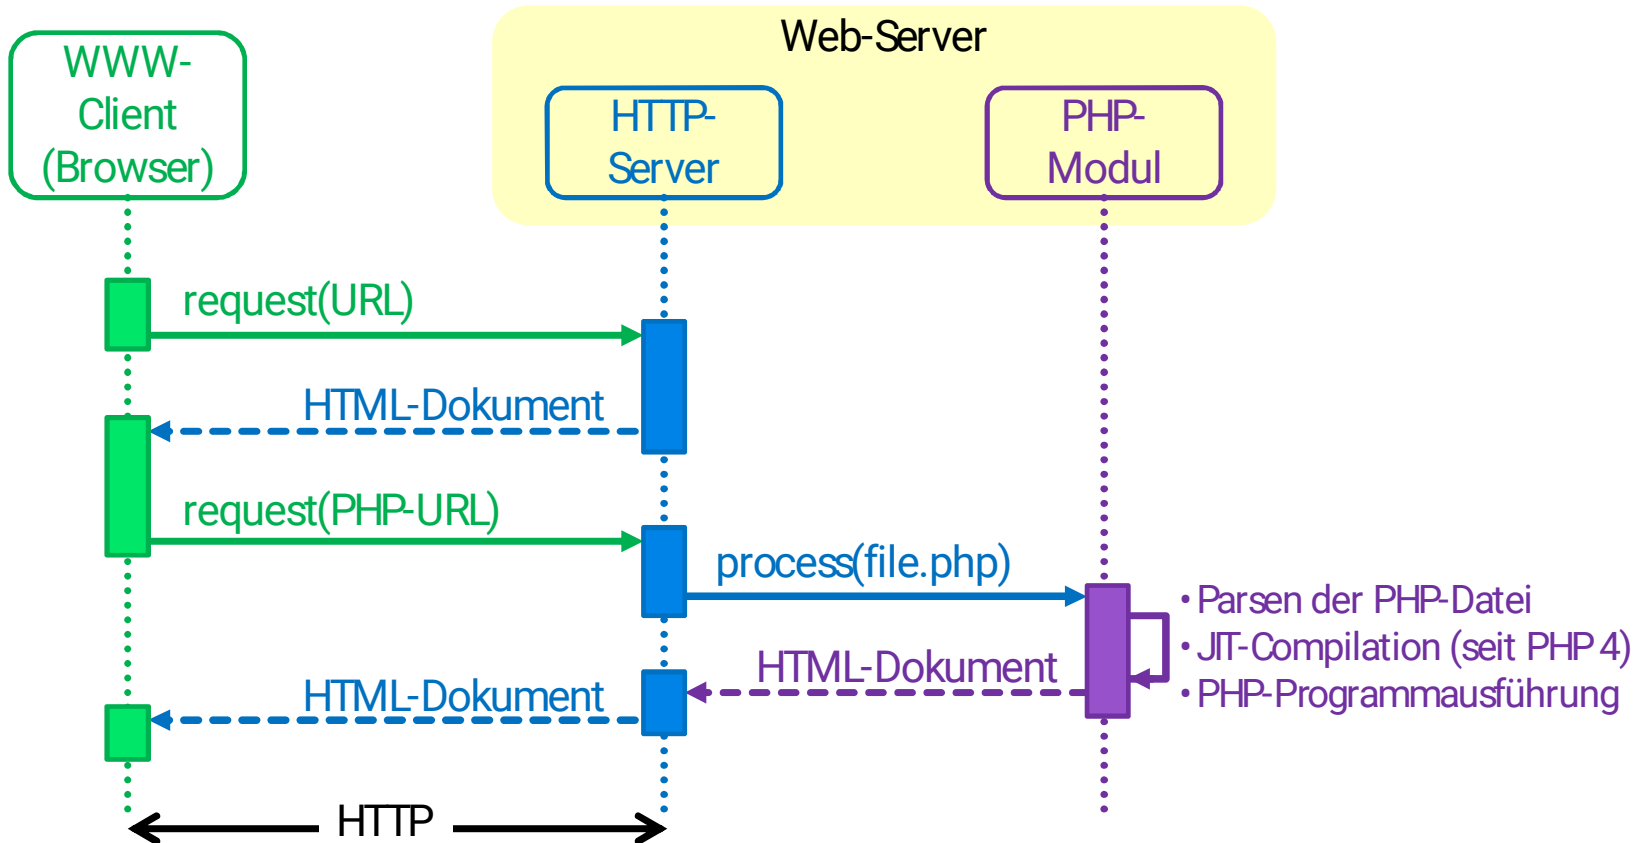 Web-Server
WWW-
Client
(Browser)
HTTP-
Server
PHP-
Modul
request(URL)
HTML-Dokument
request(PHP-URL)
process(file.php)
• Parsen der PHP-Datei
• JIT-Compilation (seit PHP 4)
• PHP-Programmausführung
HTML-Dokument
HTML-Dokument
HTTP